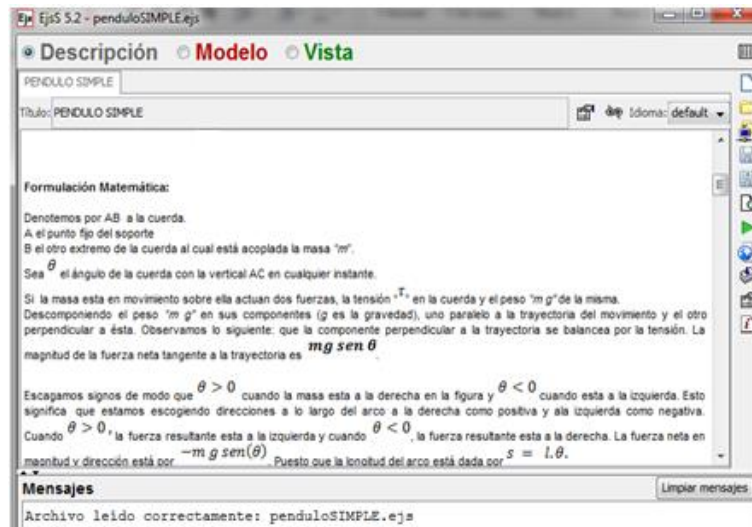 EjsS 5.2 - penduloSIMPLE.ejs
Descripción Modelo Vista
PENDULO SIMPLE
Título: PENDULO SIMPLE Idioma: default
Formulación Matemática:
Denotemos por AB a la cuerda.
A el punto fijo del soporte
B el otro extremo de la cuerda al cual está acoplada la masa "m".
Sea θ el ángulo de la cuerda con la vertical AC en cualquier instante.
Si la masa esta en movimiento sobre ella actuan dos fuerzas, la tensión "τ" en la cuerda y el peso "m g" de la misma.
Descomponiendo el peso "m g" en sus componentes (g es la gravedad), uno paralelo a la trayectoria del movimiento y el otro
perpendicular a ésta. Observamos lo siguiente: que la componente perpendicular a la trayectoria se balancea por la tensión. La
magnitud de la fuerza neta tangente a la trayectoria es mg sen θ.
Escagamos signos de modo que θ > 0 cuando la masa esta a la derecha en la figura y θ < 0 cuando esta a la izquierda. Esto
significa que estamos escogiendo direcciones a lo largo del arco a la derecha como positiva y ala izquierda como negativa.
Cuando θ > 0, la fuerza resultante esta a la izquierda y cuando θ < 0, la fuerza resultante esta a la derecha. La fuerza neta en
magnitud y dirección está por −m g sen(θ). Puesto que la longitud del arco está dada por s = l.θ.
Mensajes Limpiar mensajes
Archivo leído correctamente: penduloSIMPLE.ejs